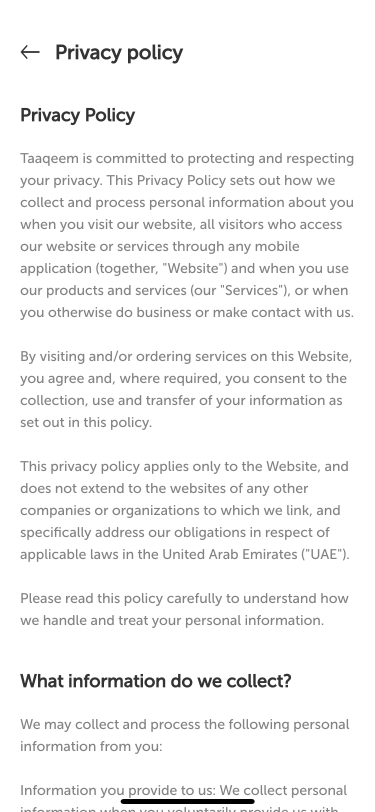 Privacy policy
Privacy Policy
Taaqeem is committed to protecting and respecting
your privacy. This Privacy Policy sets out how we
collect and process personal information about you
when you visit our website, all visitors who access
our website or services through any mobile
application (together, "Website") and when you use
our products and services (our "Services"), or when
you otherwise do business or make contact with us.
By visiting and/or ordering services on this Website,
you agree and, where required, you consent to the
collection, use and transfer of your information as
set out in this policy.
This privacy policy applies only to the Website, and
does not extend to the websites of any other
companies or organizations to which we link, and
specifically address our obligations in respect of
applicable laws in the United Arab Emirates ("UAE").
Please read this policy carefully to understand how
we handle and treat your personal information.
What information do we collect?
We may collect and process the following personal
information from you:
Information you provide to us: We collect personal
information when you voluntarily provide us with